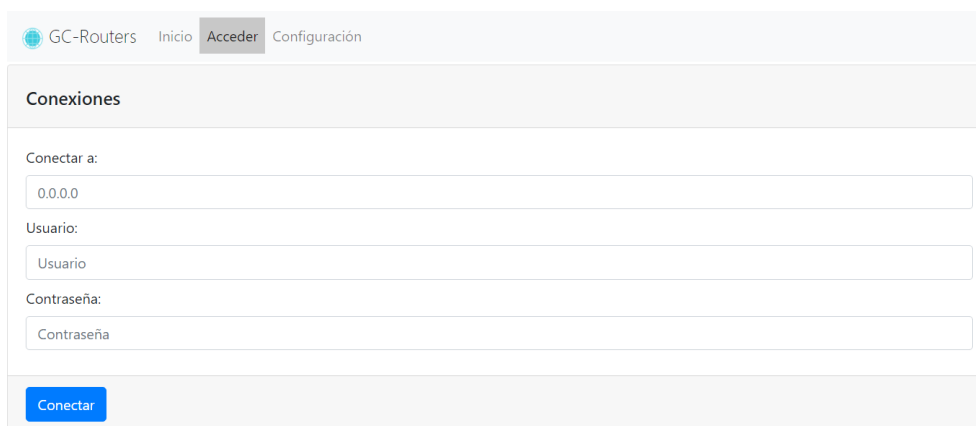 GC-Routers Inicio Acceder Configuración
Conexiones
Conectar a:
0.0.0.0
Usuario:
Usuario
Contraseña:
Contraseña
Conectar